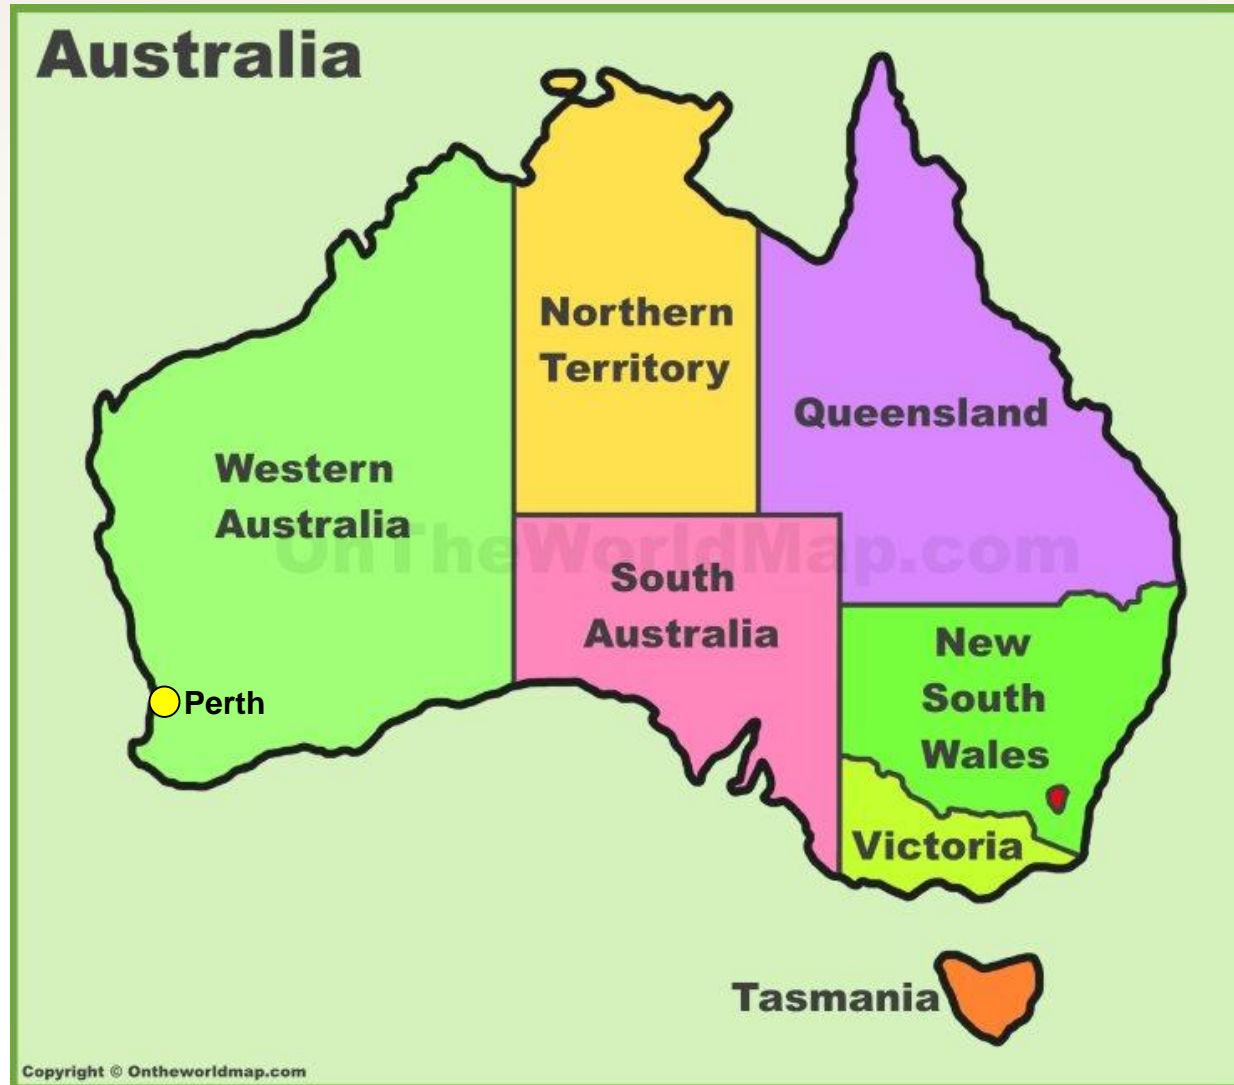 Australia
Northern
Territory
Queensland
Western
Australia
OnTheWorldMap.com
South
Australia
New
South
Wales
Perth
Victoria
Tasmania
Copyright © Ontheworldmap.com